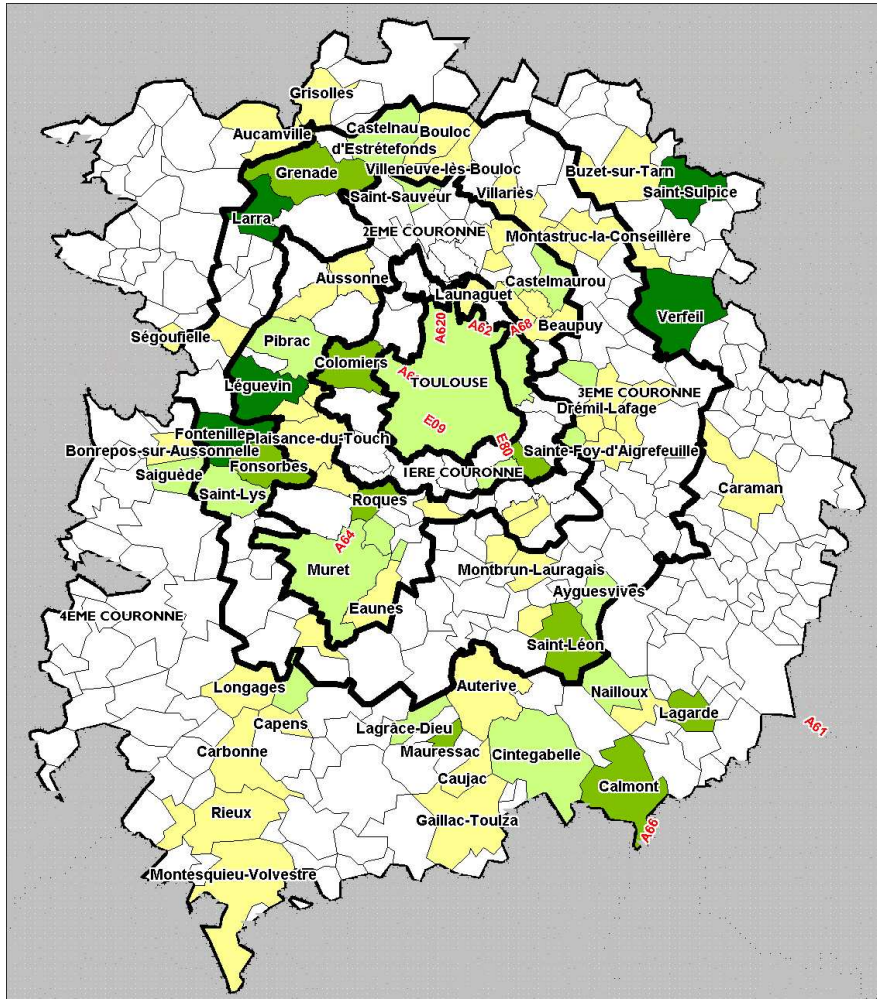 Grisolles
Aucamville
Castelnau
d'Estrétefonds
Bouloc
Grenade
Villeneuve-lès-Bouloc
Buzet-sur-Tarn
Saint-Sulpice
Saint-Sauveur
Villariès
Larra
2EME COURONNE
Montastruc-la-Conseillère
Aussonne
Castelmaurou
Launaguet
A620
A62
A68
Beaupuy
Verfeil
Ségoufielle
Pibrac
Colomiers
TOULOUSE
Léguevin
3EME COURONNE
Drémil-Lafage
E09
E80
Fontenilles
Plaisance-du-Touch
Bonrepos-sur-Aussonnelle
Sainte-Foy-d'Aigrefeuille
Fonsorbes
Saiguède
1ERE COURONNE
Saint-Lys
Roques
Caraman
A64
Muret
Montbrun-Lauragais
Ayguesvives
Eaunes
4EME COURONNE
Saint-Léon
Longages
Auterive
Nailloux
Lagarde
Capens
Lagrâce-Dieu
A61
Carbonne
Mauressac
Cintegabelle
Caujac
Calmont
Rieux
Gaillac-Toulza
A66
Montesquieu-Volvestre